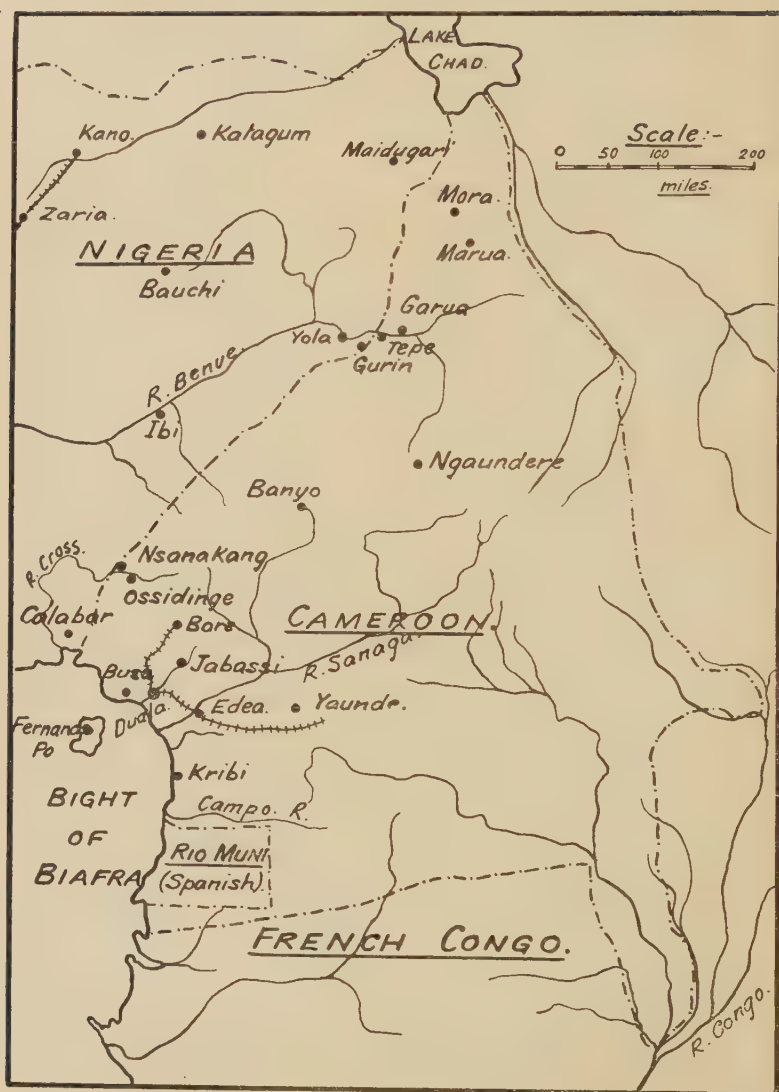 LAKE
CHAD.
Kano.
Katagum
Maidugari
Scale:-
0 50 100 200
miles.
Mora.
Zaria.
NIGERIA
Marua.
Bauchi
Garua
Yola
Tepe
Gurin
R. Benue.
Ibi
Ngaundere
Banyo
R. Cross.
Nsanakang
Ossidinge
Calabar
Bare
CAMEROON.
Jabassi
R. Sanagu.
Buea
Duala.
Edea.
Yaunde.
Fernando
Po
Kribi
BIGHT
OF
BIAFRA
Campo. R.
RIO MUNI
(Spanish).
FRENCH CONGO.
R. Congo.